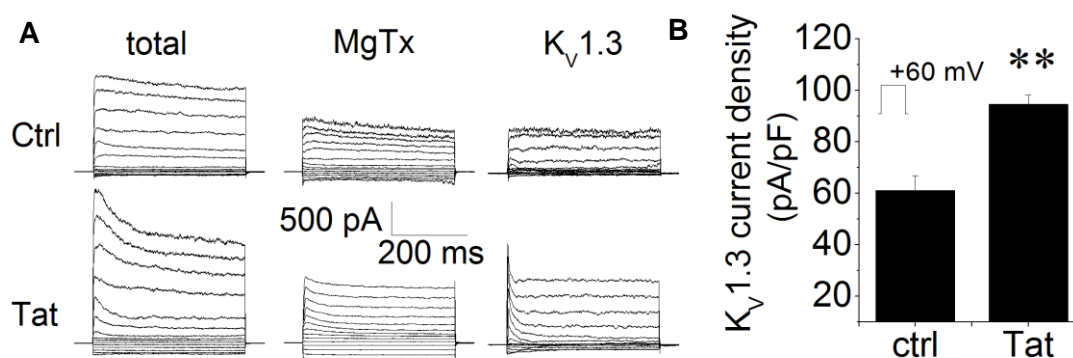 A
total
MgTx
Kᵥ1.3
Ctrl
500 pA
200 ms
Tat
B
Kᵥ1.3 current density
(pA/pF)
120
100
80
60
40
20
+60 mV
**
ctrl
Tat